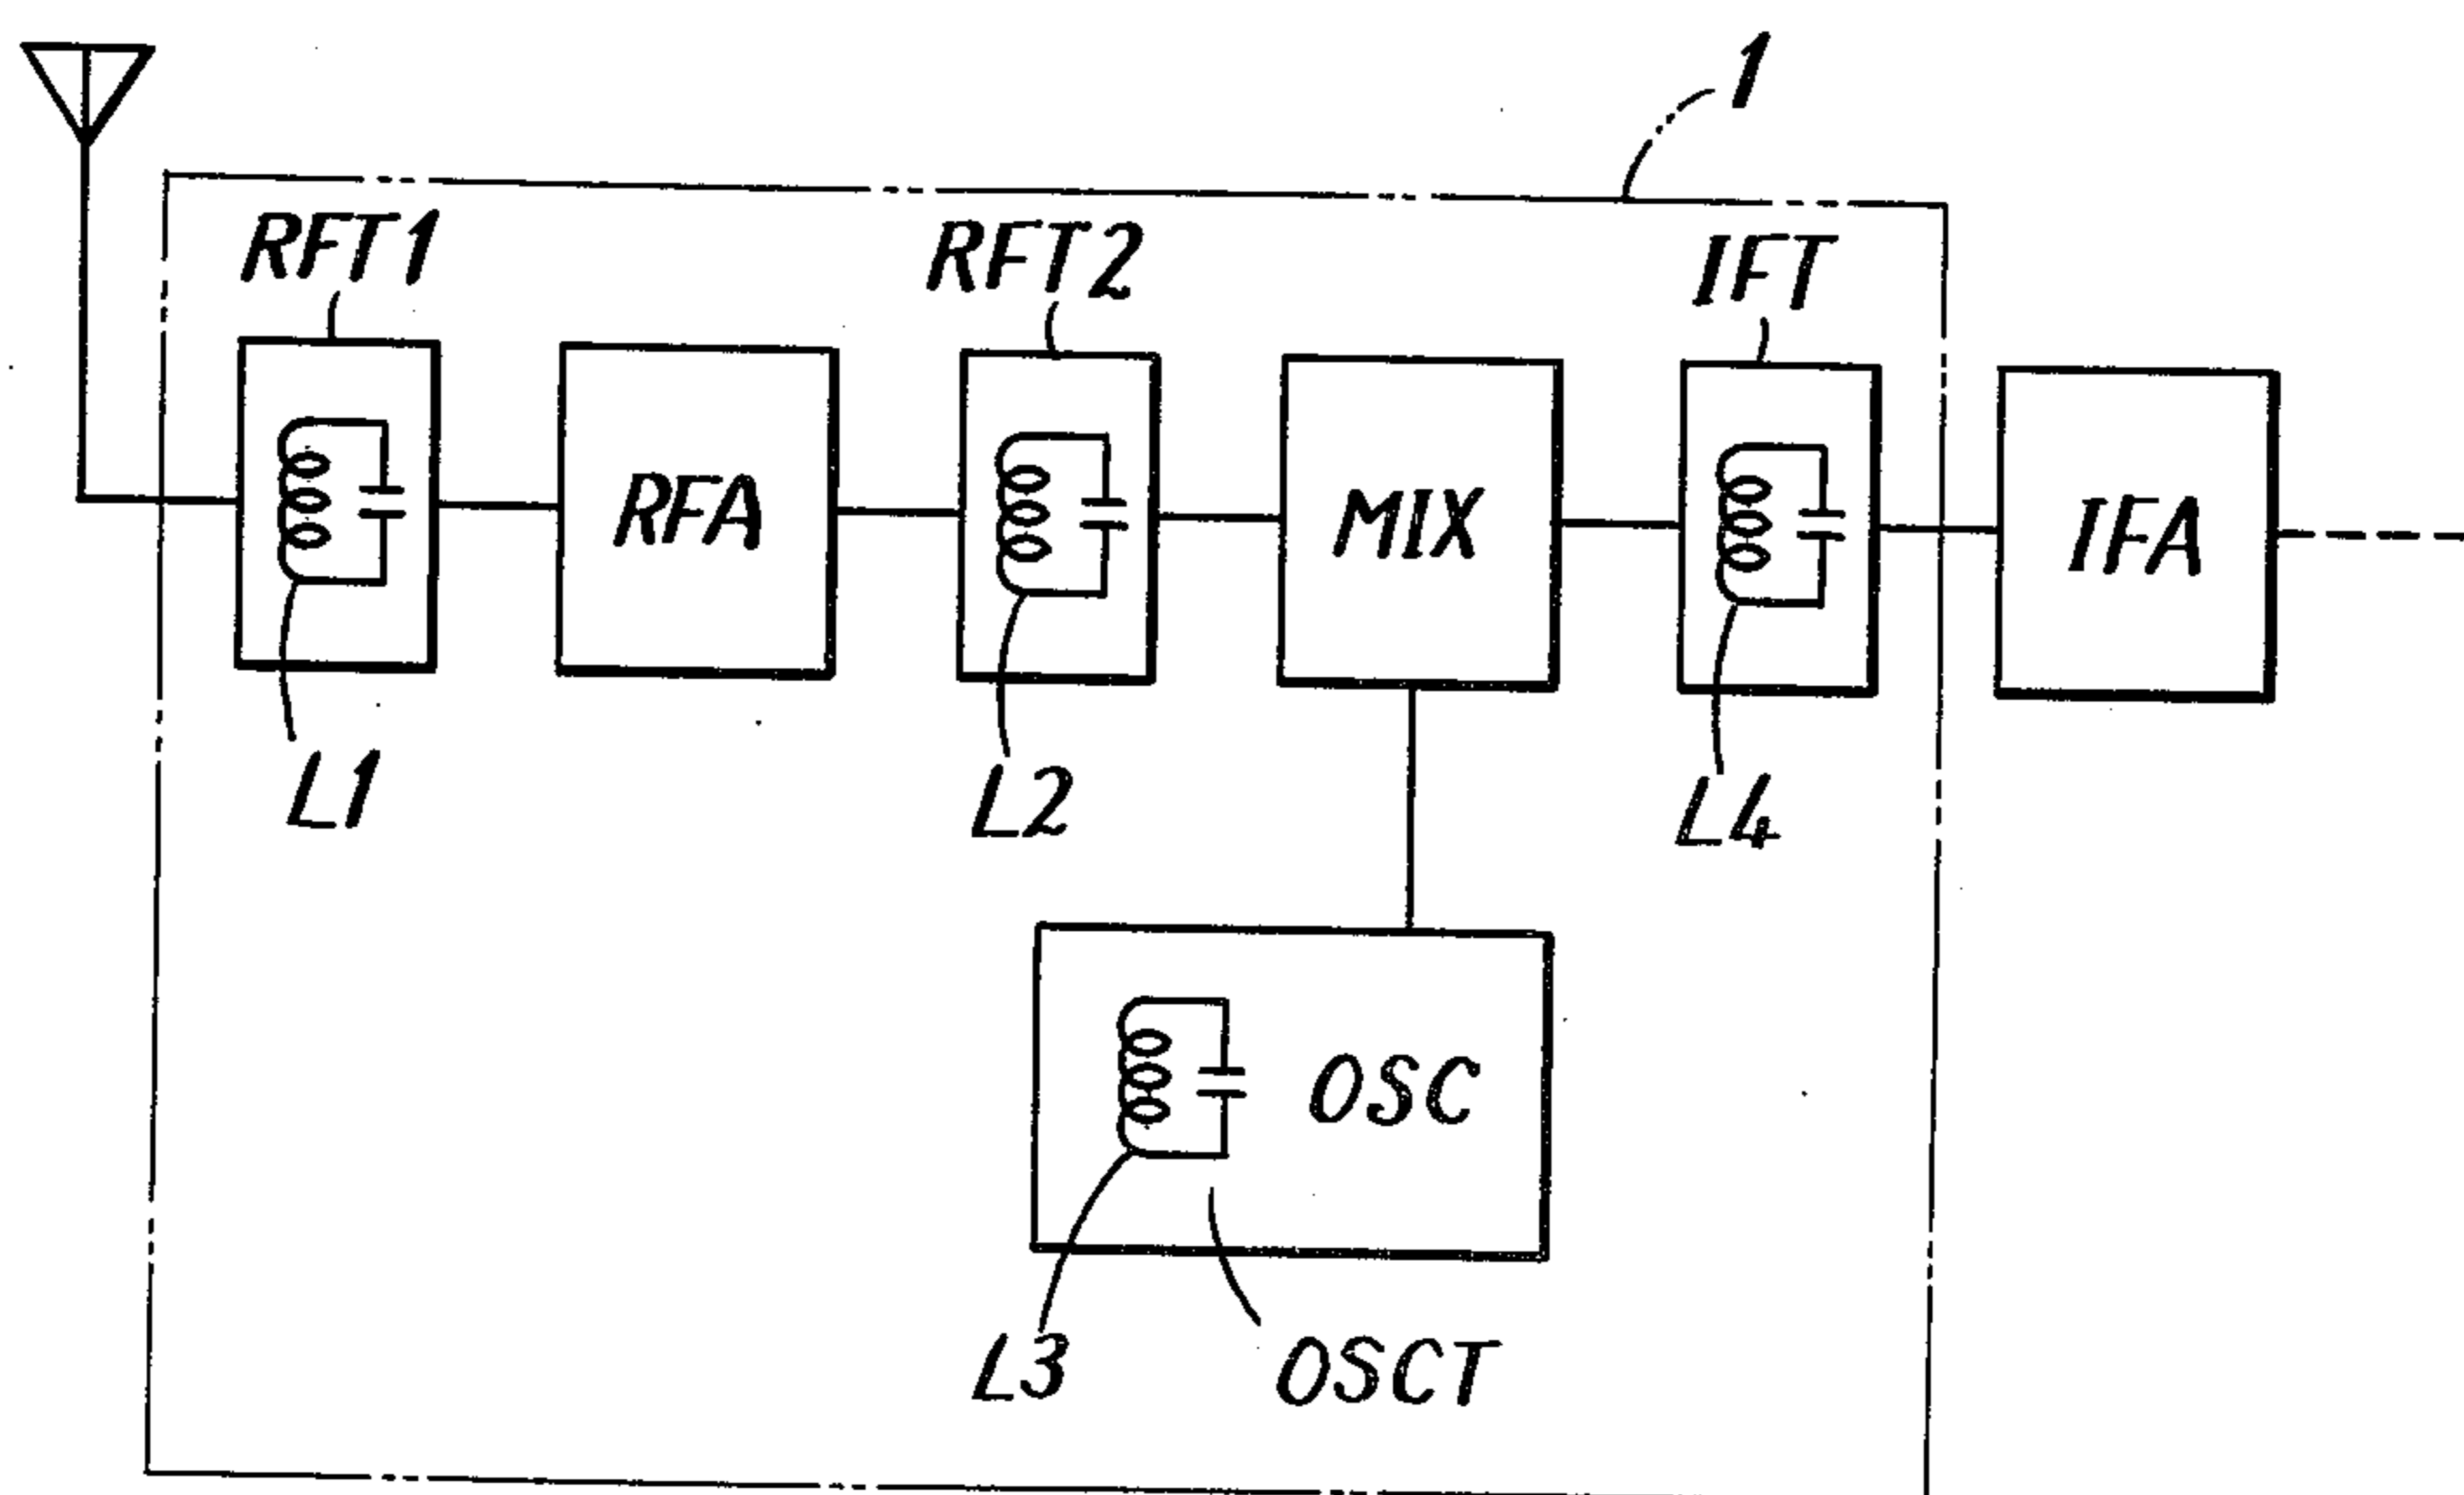 1
RFT1
RFT2
IFT
RFA
MIX
IFA
L1
L2
L4
OSC
L3
OSCT